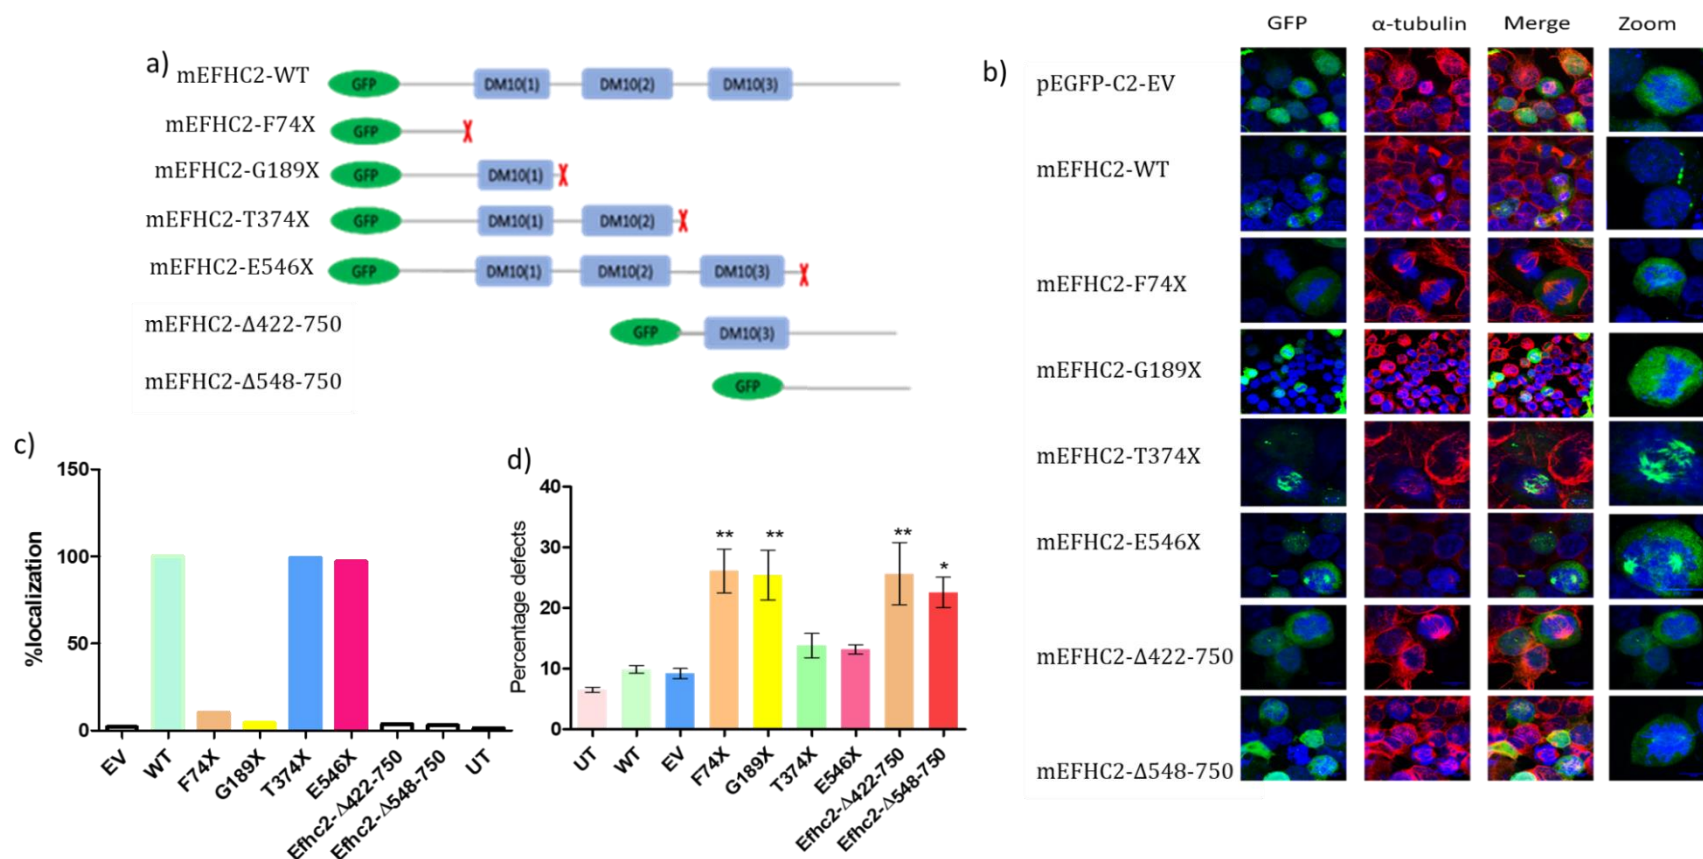 a)
mEFHC2-WT
GFP
DM10(1)
DM10(2)
DM10(3)
mEFHC2-F74X
GFP
X
mEFHC2-G189X
GFP
DM10(1)
X
mEFHC2-T374X
GFP
DM10(1)
DM10(2)
X
mEFHC2-E546X
GFP
DM10(1)
DM10(2)
DM10(3)
X
mEFHC2-Δ422-750
GFP
DM10(3)
mEFHC2-Δ548-750
GFP
b)
GFP
α-tubulin
Merge
Zoom
pEGFP-C2-EV
mEFHC2-WT
mEFHC2-F74X
mEFHC2-G189X
mEFHC2-T374X
mEFHC2-E546X
mEFHC2-Δ422-750
mEFHC2-Δ548-750
c)
%localization
150
100
50
0
EV
WT
F74X
G189X
T374X
E546X
Efhc2-Δ422-750
Efhc2-Δ548-750
UT
d)
Percentage defects
40
30
20
10
0
**
**
**
*
UT
WT
EV
F74X
G189X
T374X
E546X
Efhc2-Δ422-750
Efhc2-Δ548-750